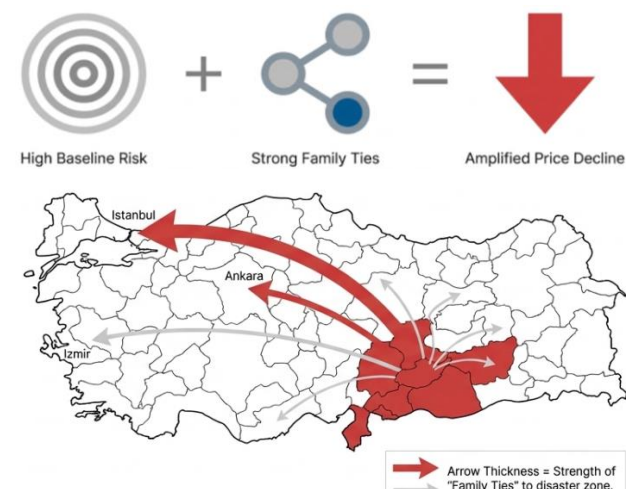 High Baseline Risk
+
Strong Family Ties
=
Amplified Price Decline
Istanbul
Ankara
Izmir
Arrow Thickness = Strength of
"Family Ties" to disaster zone.